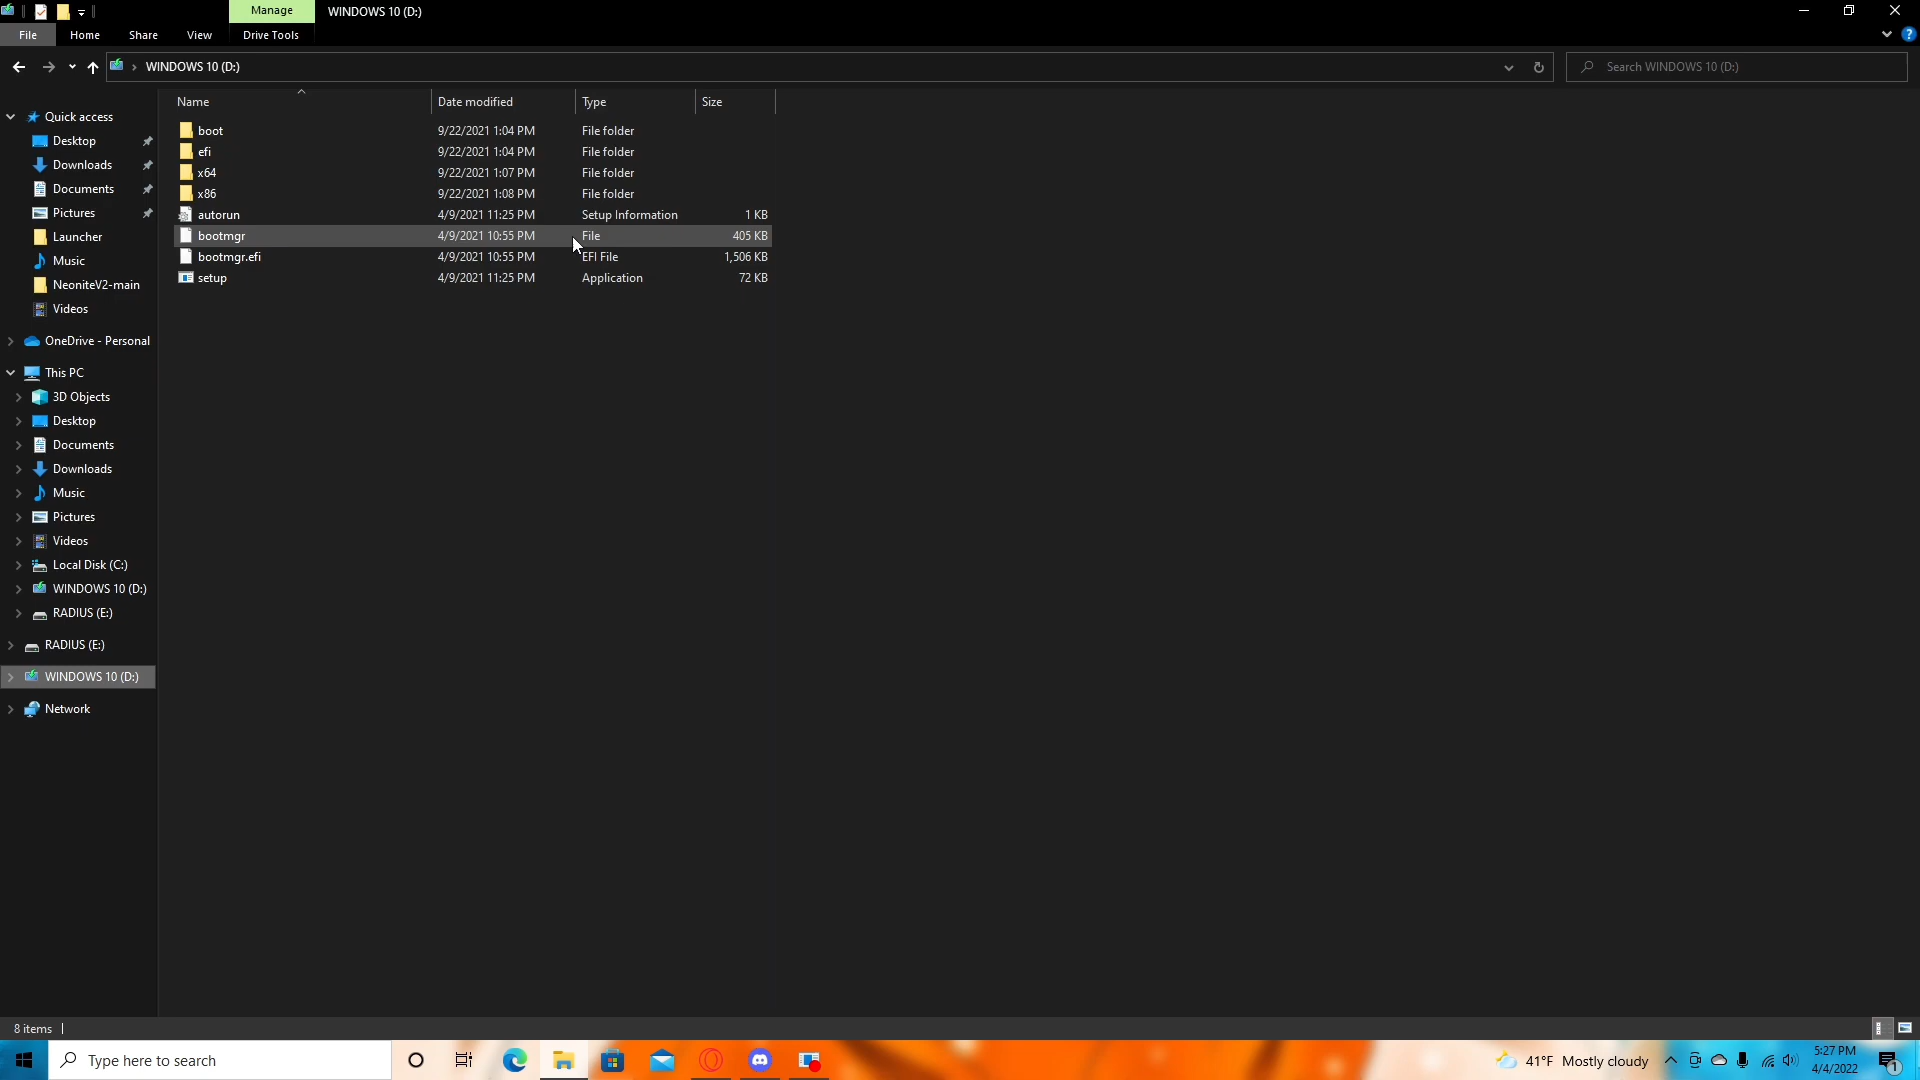 Manage
WINDOWS 10 (D:)
File
Home
Share
View
Drive Tools
WINDOWS 10 (D:)
Search WINDOWS 10 (D:)
Name
Date modified
Type
Size
boot
9/22/2021 1:04 PM
File folder
efi
9/22/2021 1:04 PM
File folder
x64
9/22/2021 1:07 PM
File folder
x86
9/22/2021 1:08 PM
File folder
autorun
4/9/2021 11:25 PM
Setup Information
1 KB
bootmgr
4/9/2021 10:55 PM
File
405 KB
bootmgr.efi
4/9/2021 10:55 PM
EFI File
1,506 KB
setup
4/9/2021 11:25 PM
Application
72 KB
Quick access
Desktop
Downloads
Documents
Pictures
Launcher
Music
NeoniteV2-main
Videos
OneDrive - Personal
This PC
3D Objects
Desktop
Documents
Downloads
Music
Pictures
Videos
Local Disk (C:)
WINDOWS 10 (D:)
RADIUS (E:)
RADIUS (E:)
WINDOWS 10 (D:)
Network
8 items
Type here to search
41°F Mostly cloudy
5:27 PM
4/4/2022
1